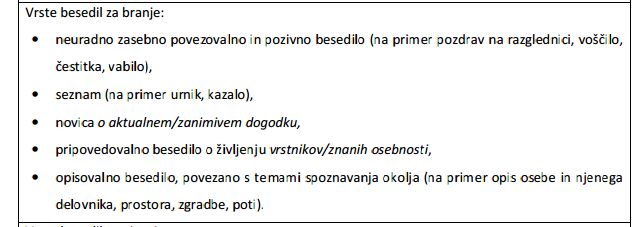 Vrste besedil za branje:
• neuradno zasebno povezovalno in pozivno besedilo (na primer pozdrav na razglednici, voščilo,
čestitka, vabilo),
• seznam (na primer urnik, kazalo),
• novica o aktualnem/zanimivem dogodku,
• pripovedovalno besedilo o življenju vrstnikov/znanih osebnosti,
• opisovalno besedilo, povezano s temami spoznavanja okolja (na primer opis osebe in njenega
delovnika, prostora, zgradbe, poti).